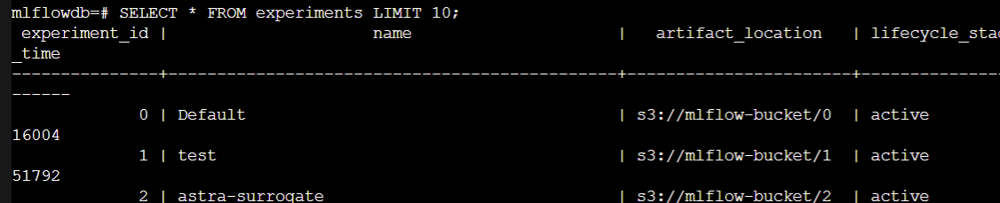 mlflowdb=# SELECT * FROM experiments LIMIT 10;
experiment_id | name | artifact_location | lifecycle_stag
_time
---------------+----------------------------------------------+-----------------------+---------------
------
0 | Default | s3://mlflow-bucket/0 | active
16004
1 | test | s3://mlflow-bucket/1 | active
51792
2 | astra-surrogate | s3://mlflow-bucket/2 | active